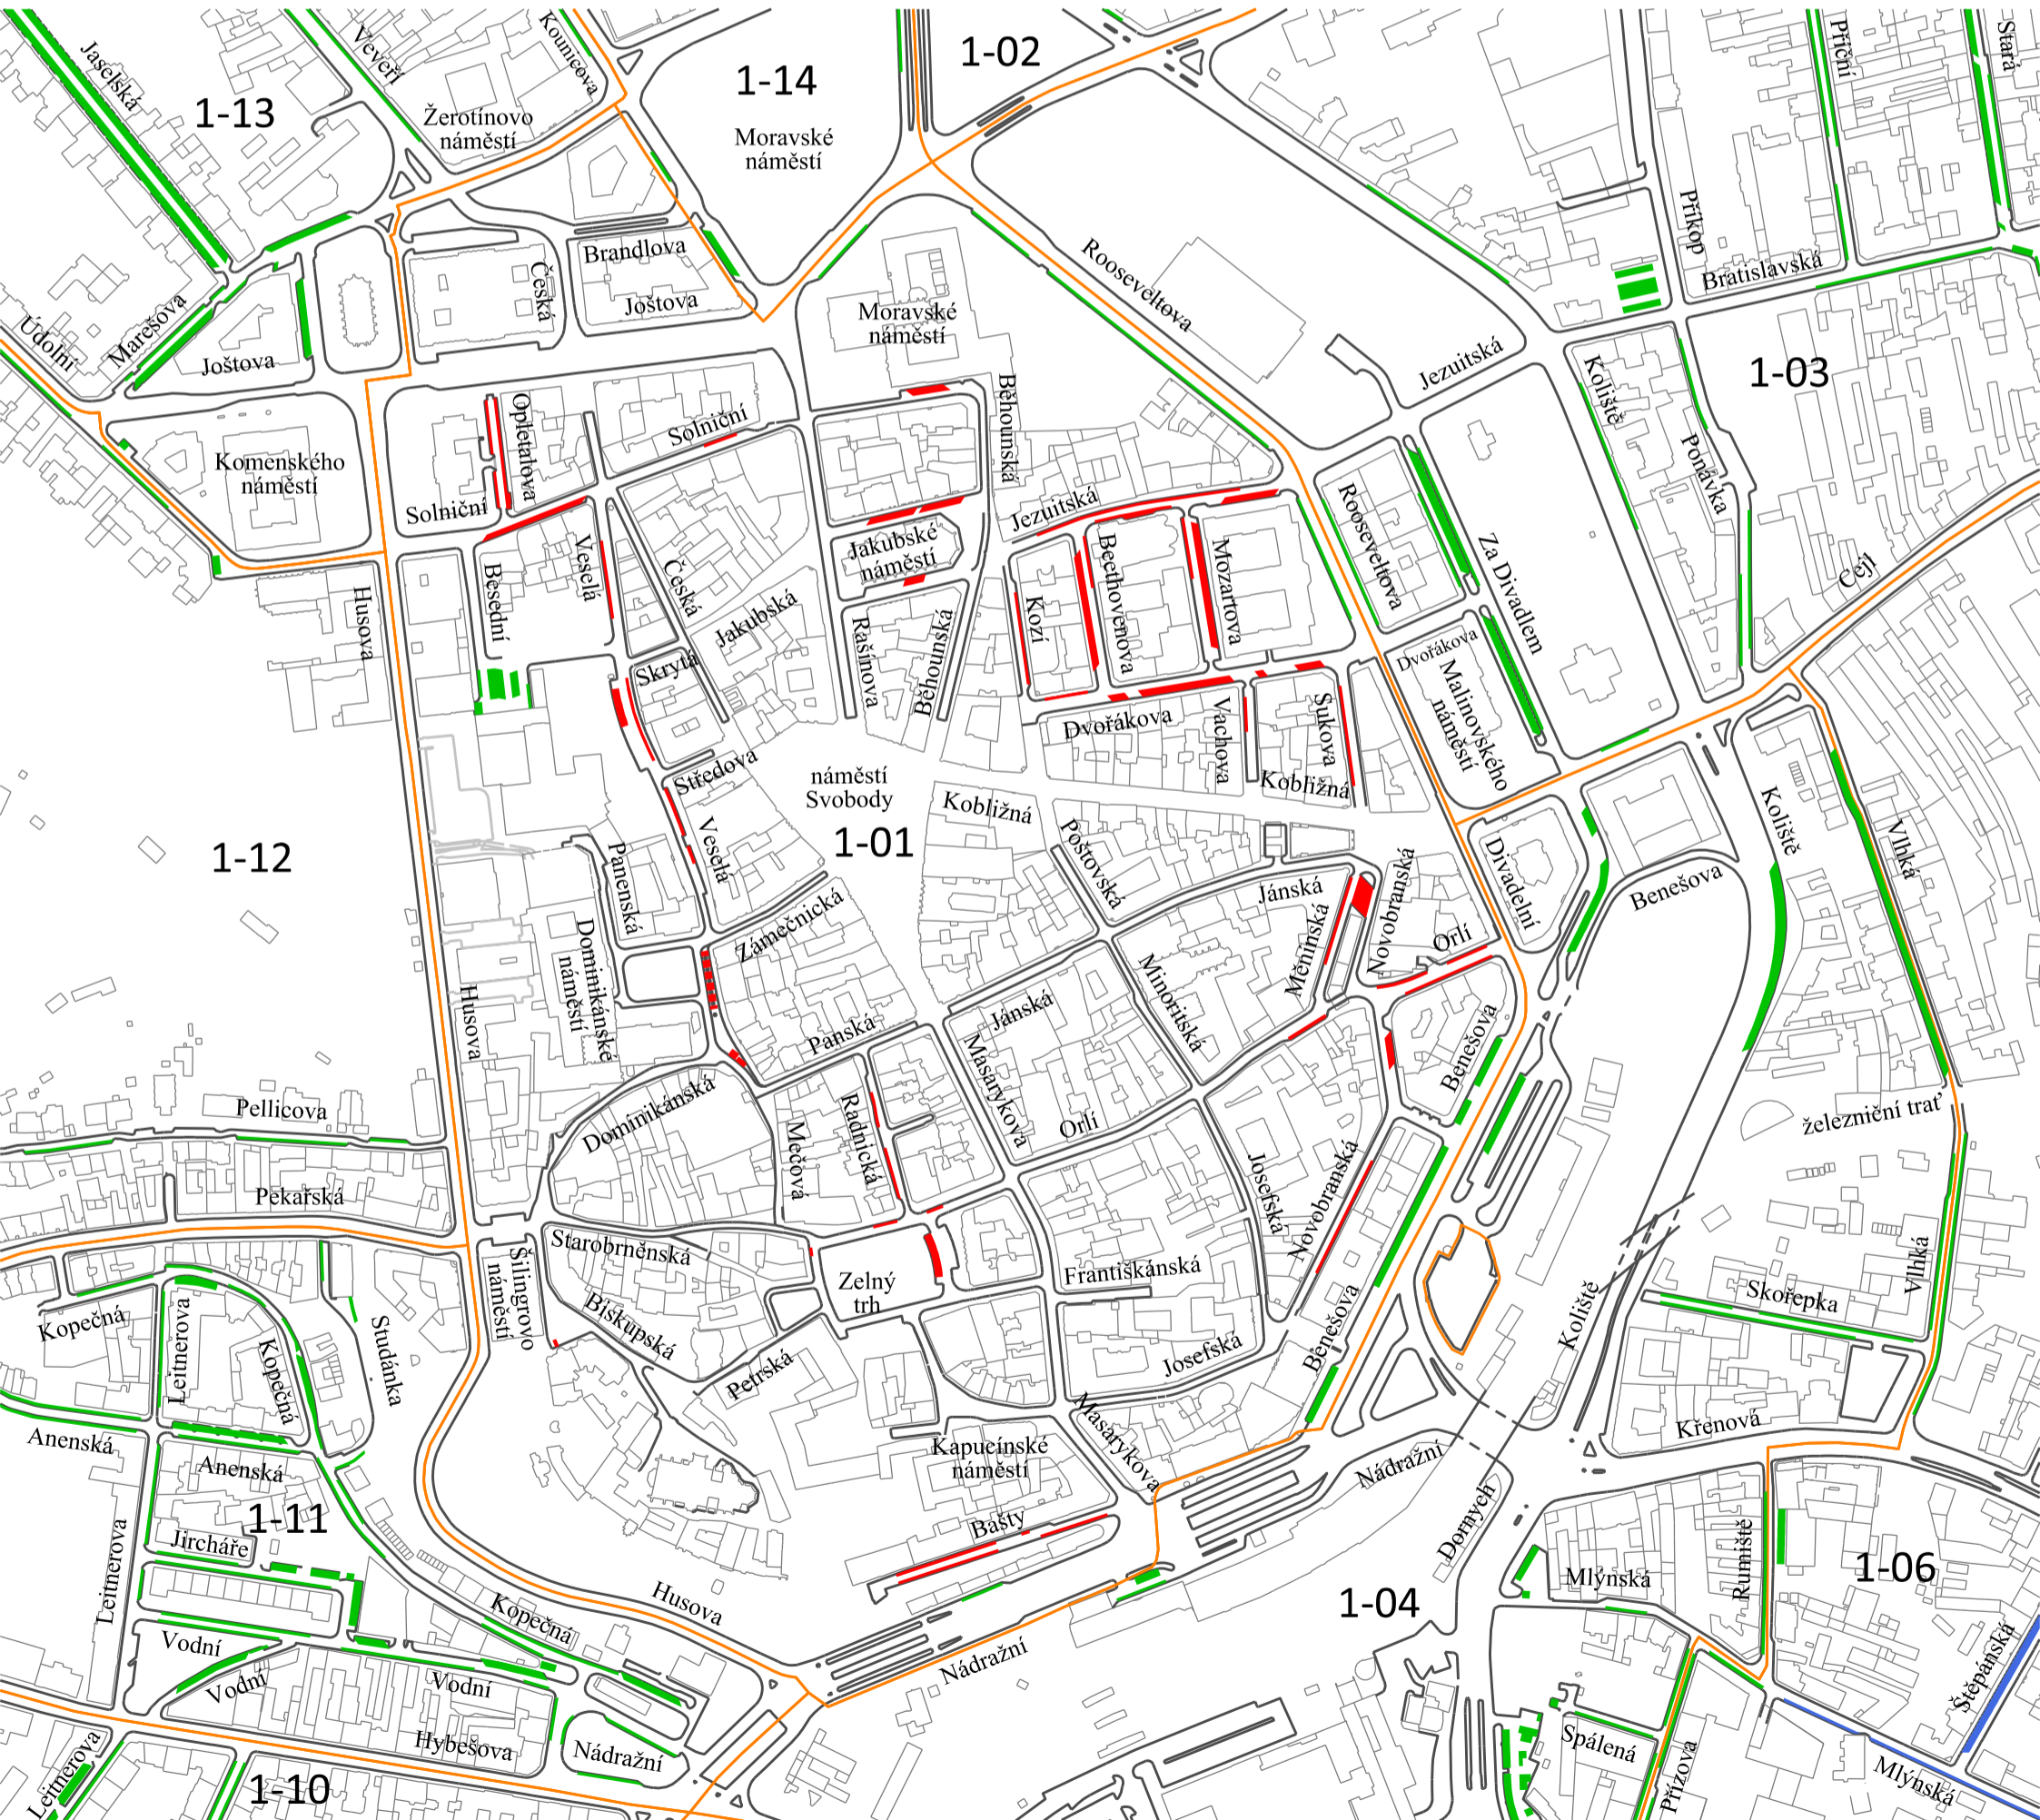 Jaselská
1-13
Veveří
Žerotínovo
náměstí
Kounicova
1-14
Moravské
náměstí
1-02
Příční
Stará
Příkop
Bratislavská
Brandlova
Česká
Joštova
Rooseveltova
Moravské
náměstí
Údolní
Marešova
Joštova
Jezuitská
Koliště
1-03
Ponávka
Komenského
náměstí
Opletalova
Solniční
Solniční
Běhounská
Jezuitská
Jakubské
náměstí
Rooseveltova
Za Divadlem
Cejl
Husova
Besední
Veselá
Česká
Jakubská
Skrytá
Rašínova
Běhounská
Kozí
Beethovenova
Mozartova
Dvořákova
Malinovského
náměstí
Dvořákova
Vachova
Sukova
Kobližná
Středova
náměstí
Svobody
1-01
Kobližná
Poštovská
1-12
Veselá
Panenská
Dominikánské
náměstí
Zámečnická
Jánská
Měnínská
Novobranská
Orlí
Divadelní
Benešova
Koliště
Vlhká
Husova
Panská
Jánská
Masarykova
Minoritská
Benešova
železniční trať
Pellicova
Pekařská
Dominikánská
Mečová
Radnická
Orlí
Josefská
Novobranská
Starobrněnská
Šilingrovo
náměstí
Biskupská
Zelný
trh
Františkánská
Petrská
Josefská
Benešova
Koliště
Skořepka
Vlhká
Křenová
Kopečná
Leitnerova
Kopečná
Studánka
Anenská
Anenská
1-11
Jircháře
Leitnerova
Kapucínské
náměstí
Masarykova
Bašty
Nádražní
Dornych
Mlýnská
Rumiště
1-06
1-04
Husova
Kopečná
Vodní
Vodní
Vodní
Nádražní
Štěpánská
Hybešova
Nádražní
Leitnerova
1-10
Spálená
Přízova
Mlýnská